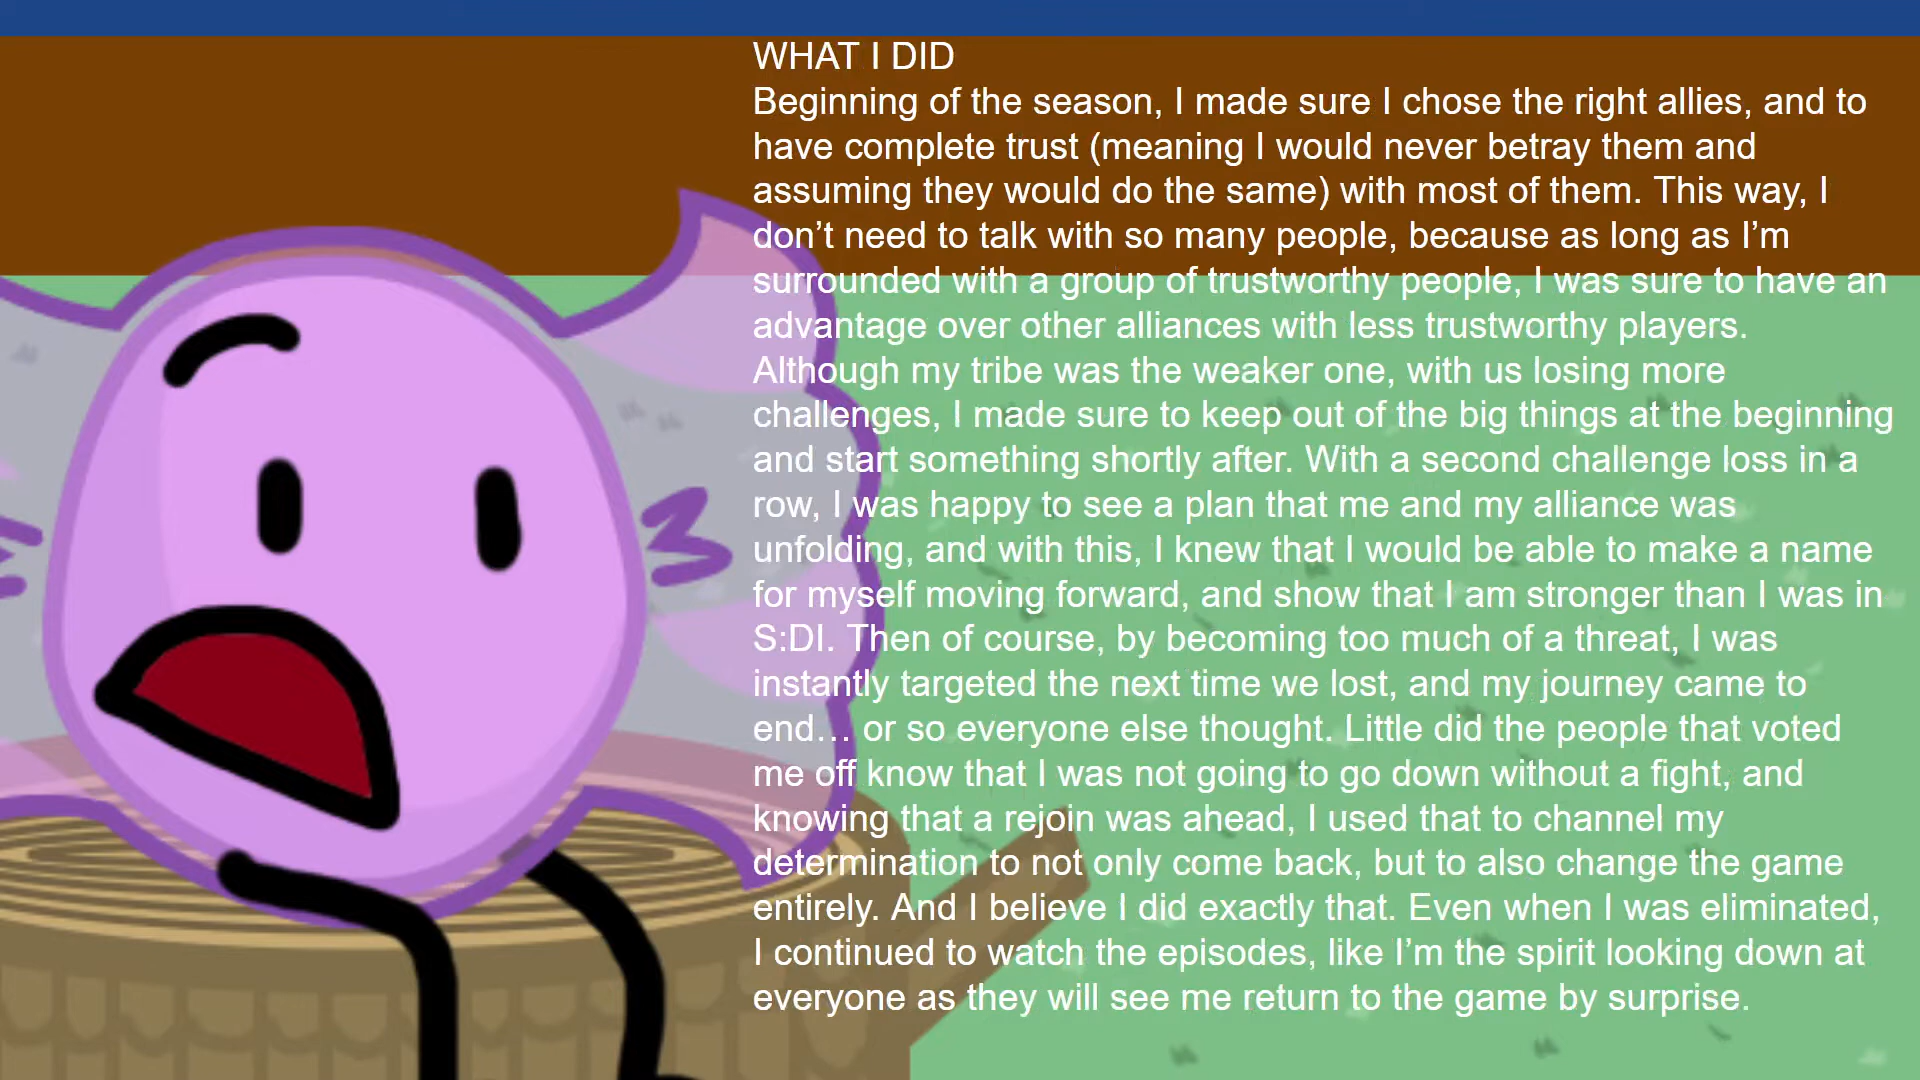 WHAT I DID
Beginning of the season, I made sure I chose the right allies, and to
have complete trust (meaning I would never betray them and
assuming they would do the same) with most of them. This way, I
don’t need to talk with so many people, because as long as I’m
surrounded with a group of trustworthy people, I was sure to have an
advantage over other alliances with less trustworthy players.
Although my tribe was the weaker one, with us losing more
challenges, I made sure to keep out of the big things at the beginning
and start something shortly after. With a second challenge loss in a
row, I was happy to see a plan that me and my alliance was
unfolding, and with this, I knew that I would be able to make a name
for myself moving forward, and show that I am stronger than I was in
S:DI. Then of course, by becoming too much of a threat, I was
instantly targeted the next time we lost, and my journey came to
end… or so everyone else thought. Little did the people that voted
me off know that I was not going to go down without a fight, and
knowing that a rejoin was ahead, I used that to channel my
determination to not only come back, but to also change the game
entirely. And I believe I did exactly that. Even when I was eliminated,
I continued to watch the episodes, like I’m the spirit looking down at
everyone as they will see me return to the game by surprise.